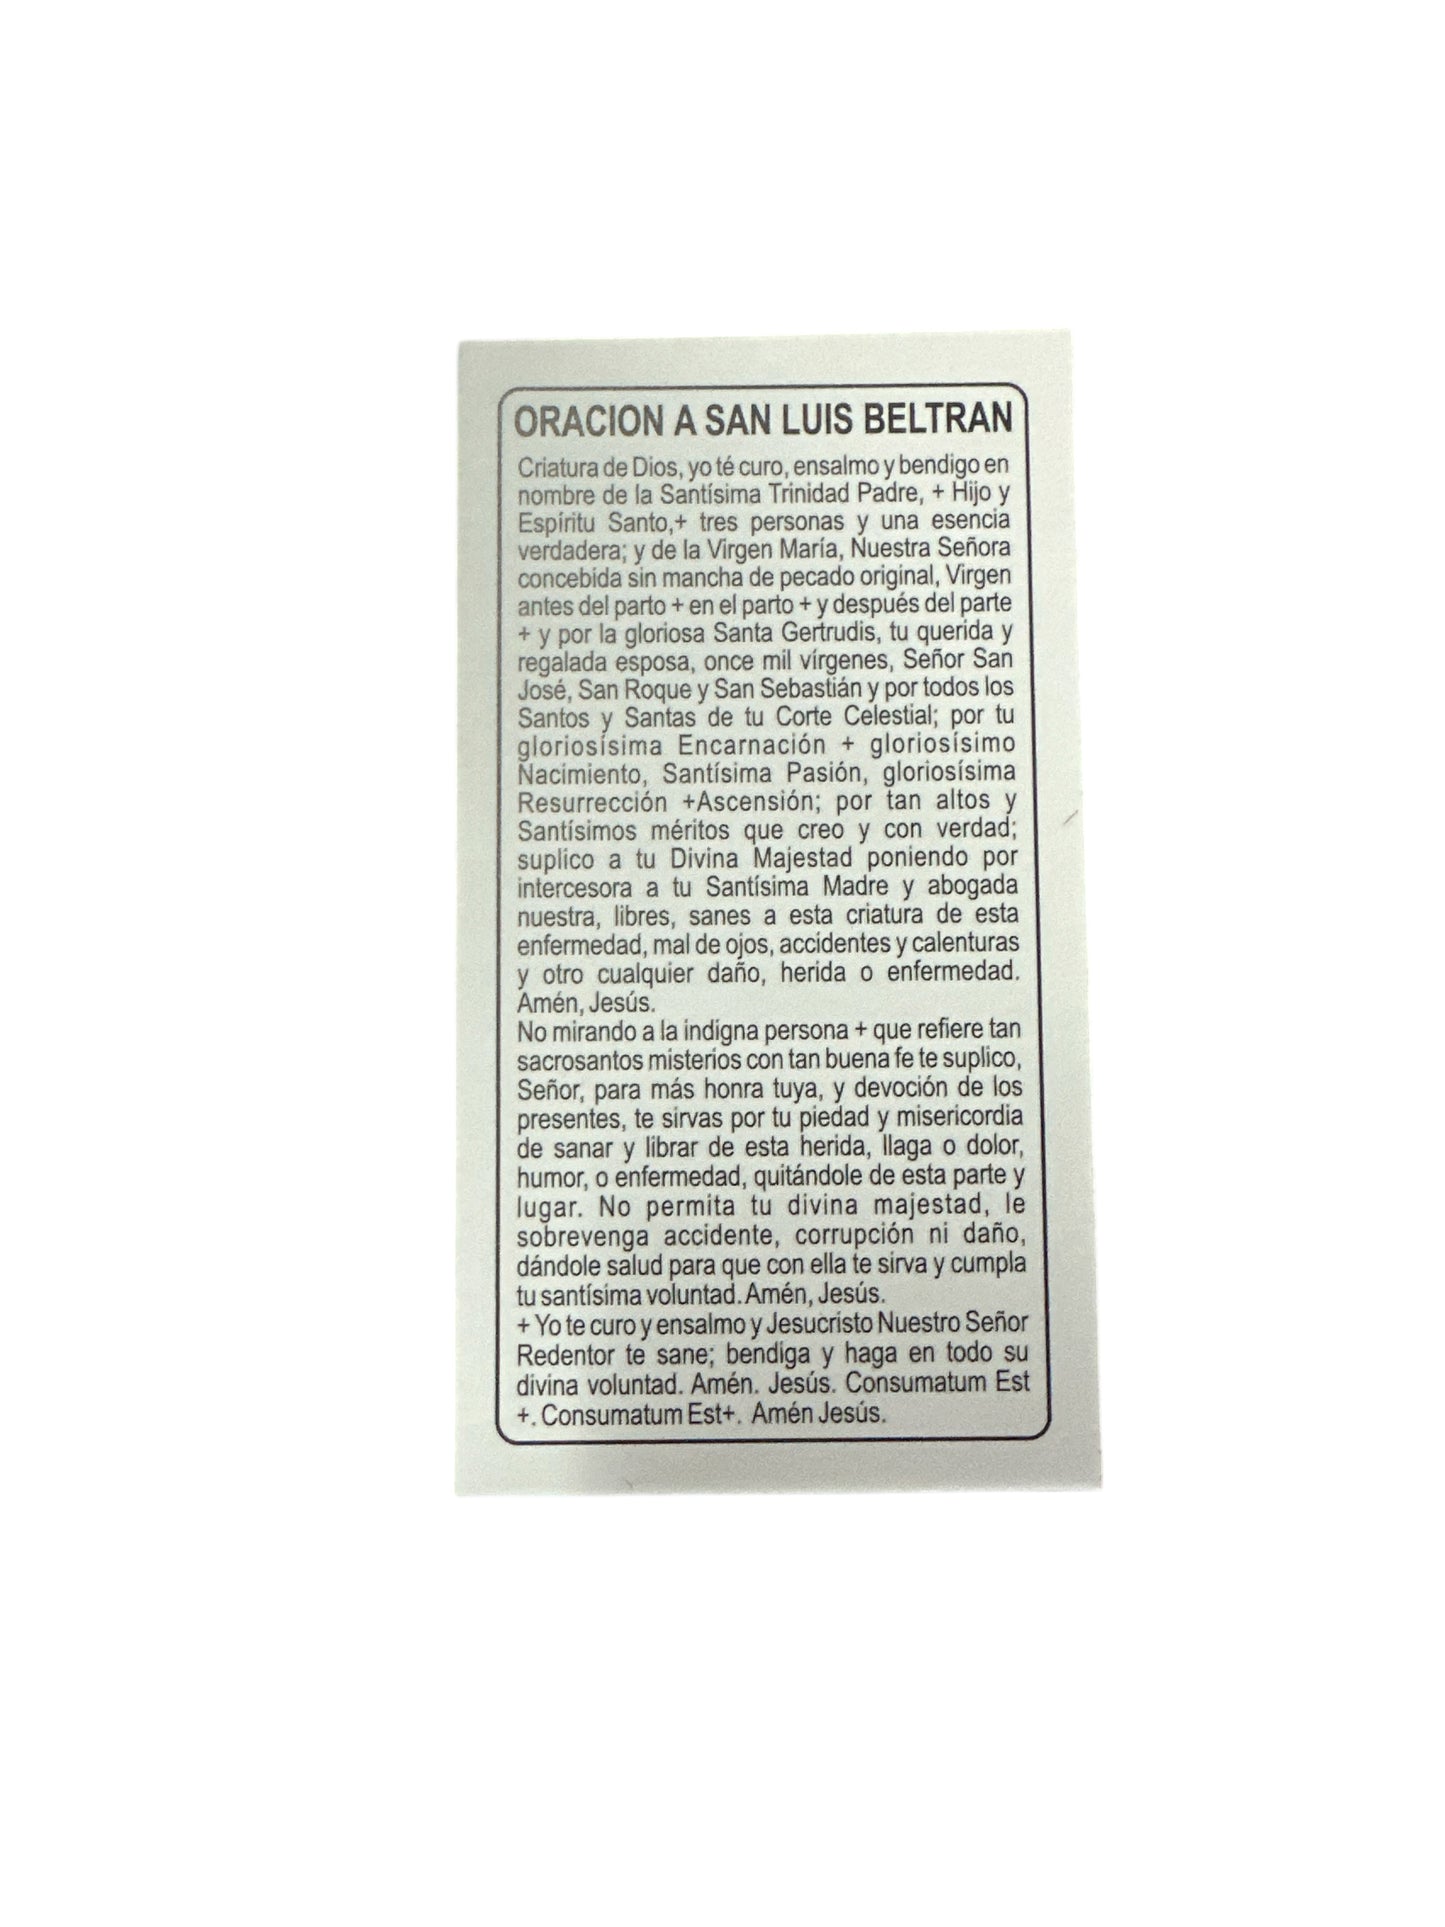 ORACION A SAN LUIS BELTRAN
Criatura de Dios, yo té curo, ensalmo y bendigo en
nombre de la Santísima Trinidad Padre, + Hijo y
Espíritu Santo,+ tres personas y una esencia
verdadera; y de la Virgen María, Nuestra Señora
concebida sin mancha de pecado original, Virgen
antes del parto + en el parto + y después del parte
+ y por la gloriosa Santa Gertrudis, tu querida y
regalada esposa, once mil vírgenes, Señor San
José, San Roque y San Sebastián y por todos los
Santos y Santas de tu Corte Celestial; por tu
gloriosísima Encarnación + gloriosísimo
Nacimiento, Santísima Pasión, gloriosísima
Resurrección +Ascensión; por tan altos y
Santísimos méritos que creo y con verdad;
suplico a tu Divina Majestad poniendo por
intercesora a tu Santísima Madre y abogada
nuestra, libres, sanes a esta criatura de esta
enfermedad, mal de ojos, accidentes y calenturas
y otro cualquier daño, herida o enfermedad.
Amén, Jesús.
No mirando a la indigna persona + que refiere tan
sacrosantos misterios con tan buena fe te suplico,
Señor, para más honra tuya, y devoción de los
presentes, te sirvas por tu piedad y misericordia
de sanar y librar de esta herida, llaga o dolor,
humor, o enfermedad, quitándole de esta parte y
lugar. No permita tu divina majestad, le
sobrevenga accidente, corrupción ni daño,
dándole salud para que con ella te sirva y cumpla
tu santísima voluntad. Amén, Jesús.
+ Yo te curo y ensalmo y Jesucristo Nuestro Señor
Redentor te sane; bendiga y haga en todo su
divina voluntad. Amén. Jesús. Consumatum Est
+. Consumatum Est+. Amén Jesús.